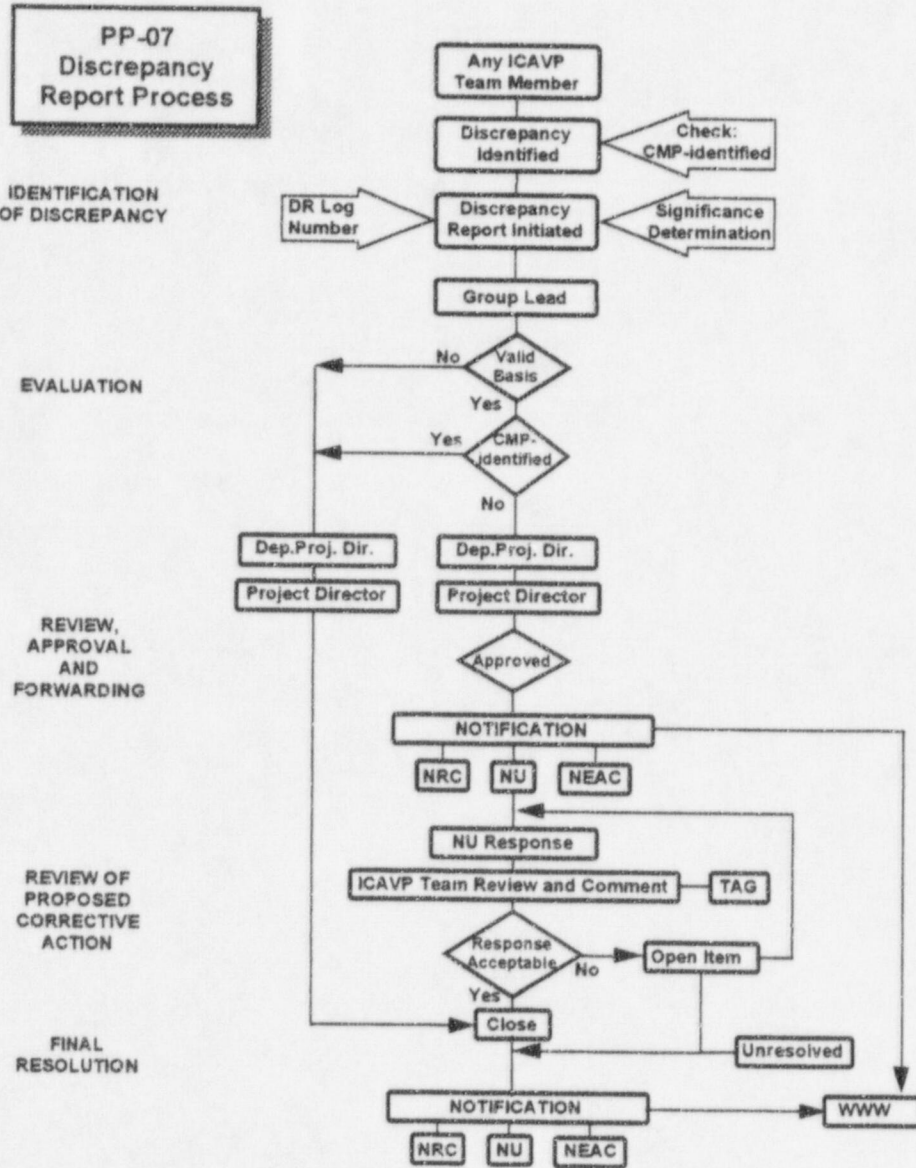 PP-07
Discrepancy
Report Process
Any ICAVP
Team Member
Discrepancy
Identified
Check:
CMP-identified
IDENTIFICATION
OF DISCREPANCY
DR Log
Number
Discrepancy
Report Initiated
Significance
Determination
Group Lead
EVALUATION
No
Valid
Basis
Yes
Yes
CMP-
identified
No
Dep.Proj. Dir.
Dep.Proj. Dir.
Project Director
Project Director
REVIEW,
APPROVAL
AND
FORWARDING
Approved
NOTIFICATION
NRC
NU
NEAC
NU Response
REVIEW OF
PROPOSED
CORRECTIVE
ACTION
ICAVP Team Review and Comment
TAG
Response
Acceptable
No
Open Item
Yes
Close
FINAL
RESOLUTION
Unresolved
NOTIFICATION
WWW
NRC
NU
NEAC